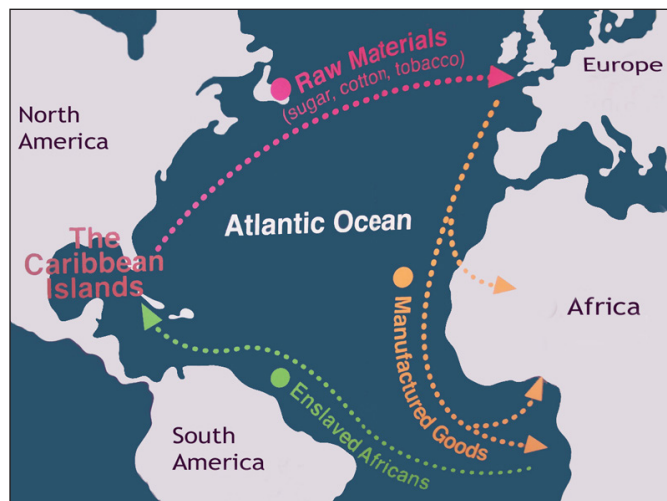 Raw Materials
(sugar, cotton, tobacco)
Europe
North
America
Atlantic Ocean
The
Caribbean
Islands
Africa
Manufactured Goods
Enslaved Africans
South
America